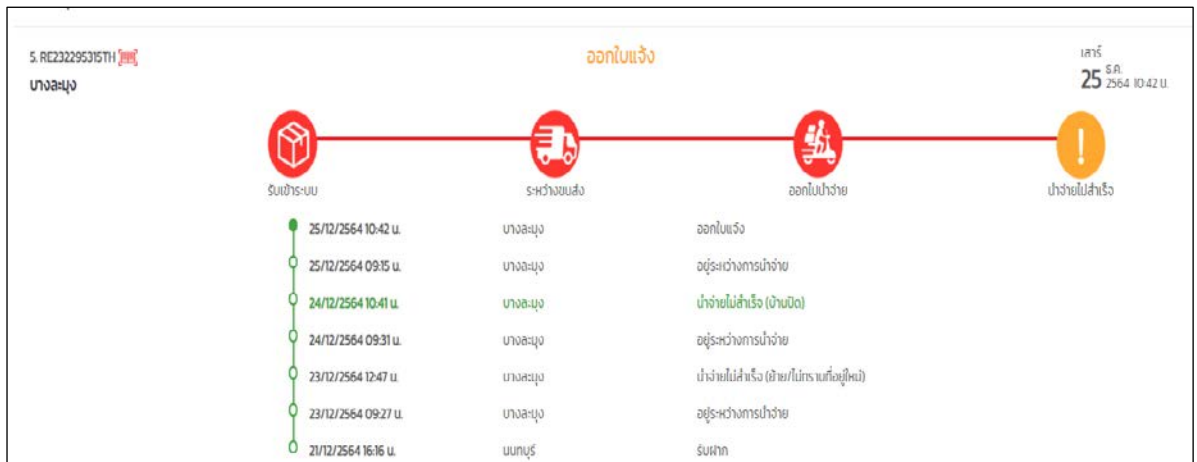 5. RE232295315TH
บางละมุง
ออกใบแจ้ง
เสาร์
25 ธ.ค. 2564 10:42 น.
รับเข้าระบบ
ระหว่างขนส่ง
ออกไปนำจ่าย
นำจ่ายไม่สำเร็จ
25/12/2564 10:42 น. บางละมุง ออกใบแจ้ง
25/12/2564 09:15 น. บางละมุง อยู่ระหว่างการนำจ่าย
24/12/2564 10:41 น. บางละมุง นำจ่ายไม่สำเร็จ (บ้านปิด)
24/12/2564 09:31 น. บางละมุง อยู่ระหว่างการนำจ่าย
23/12/2564 12:47 น. บางละมุง นำจ่ายไม่สำเร็จ (ย้าย/ไม่ทราบที่อยู่ใหม่)
23/12/2564 09:27 น. บางละมุง อยู่ระหว่างการนำจ่าย
21/12/2564 16:16 น. นนทบุรี รับฝาก